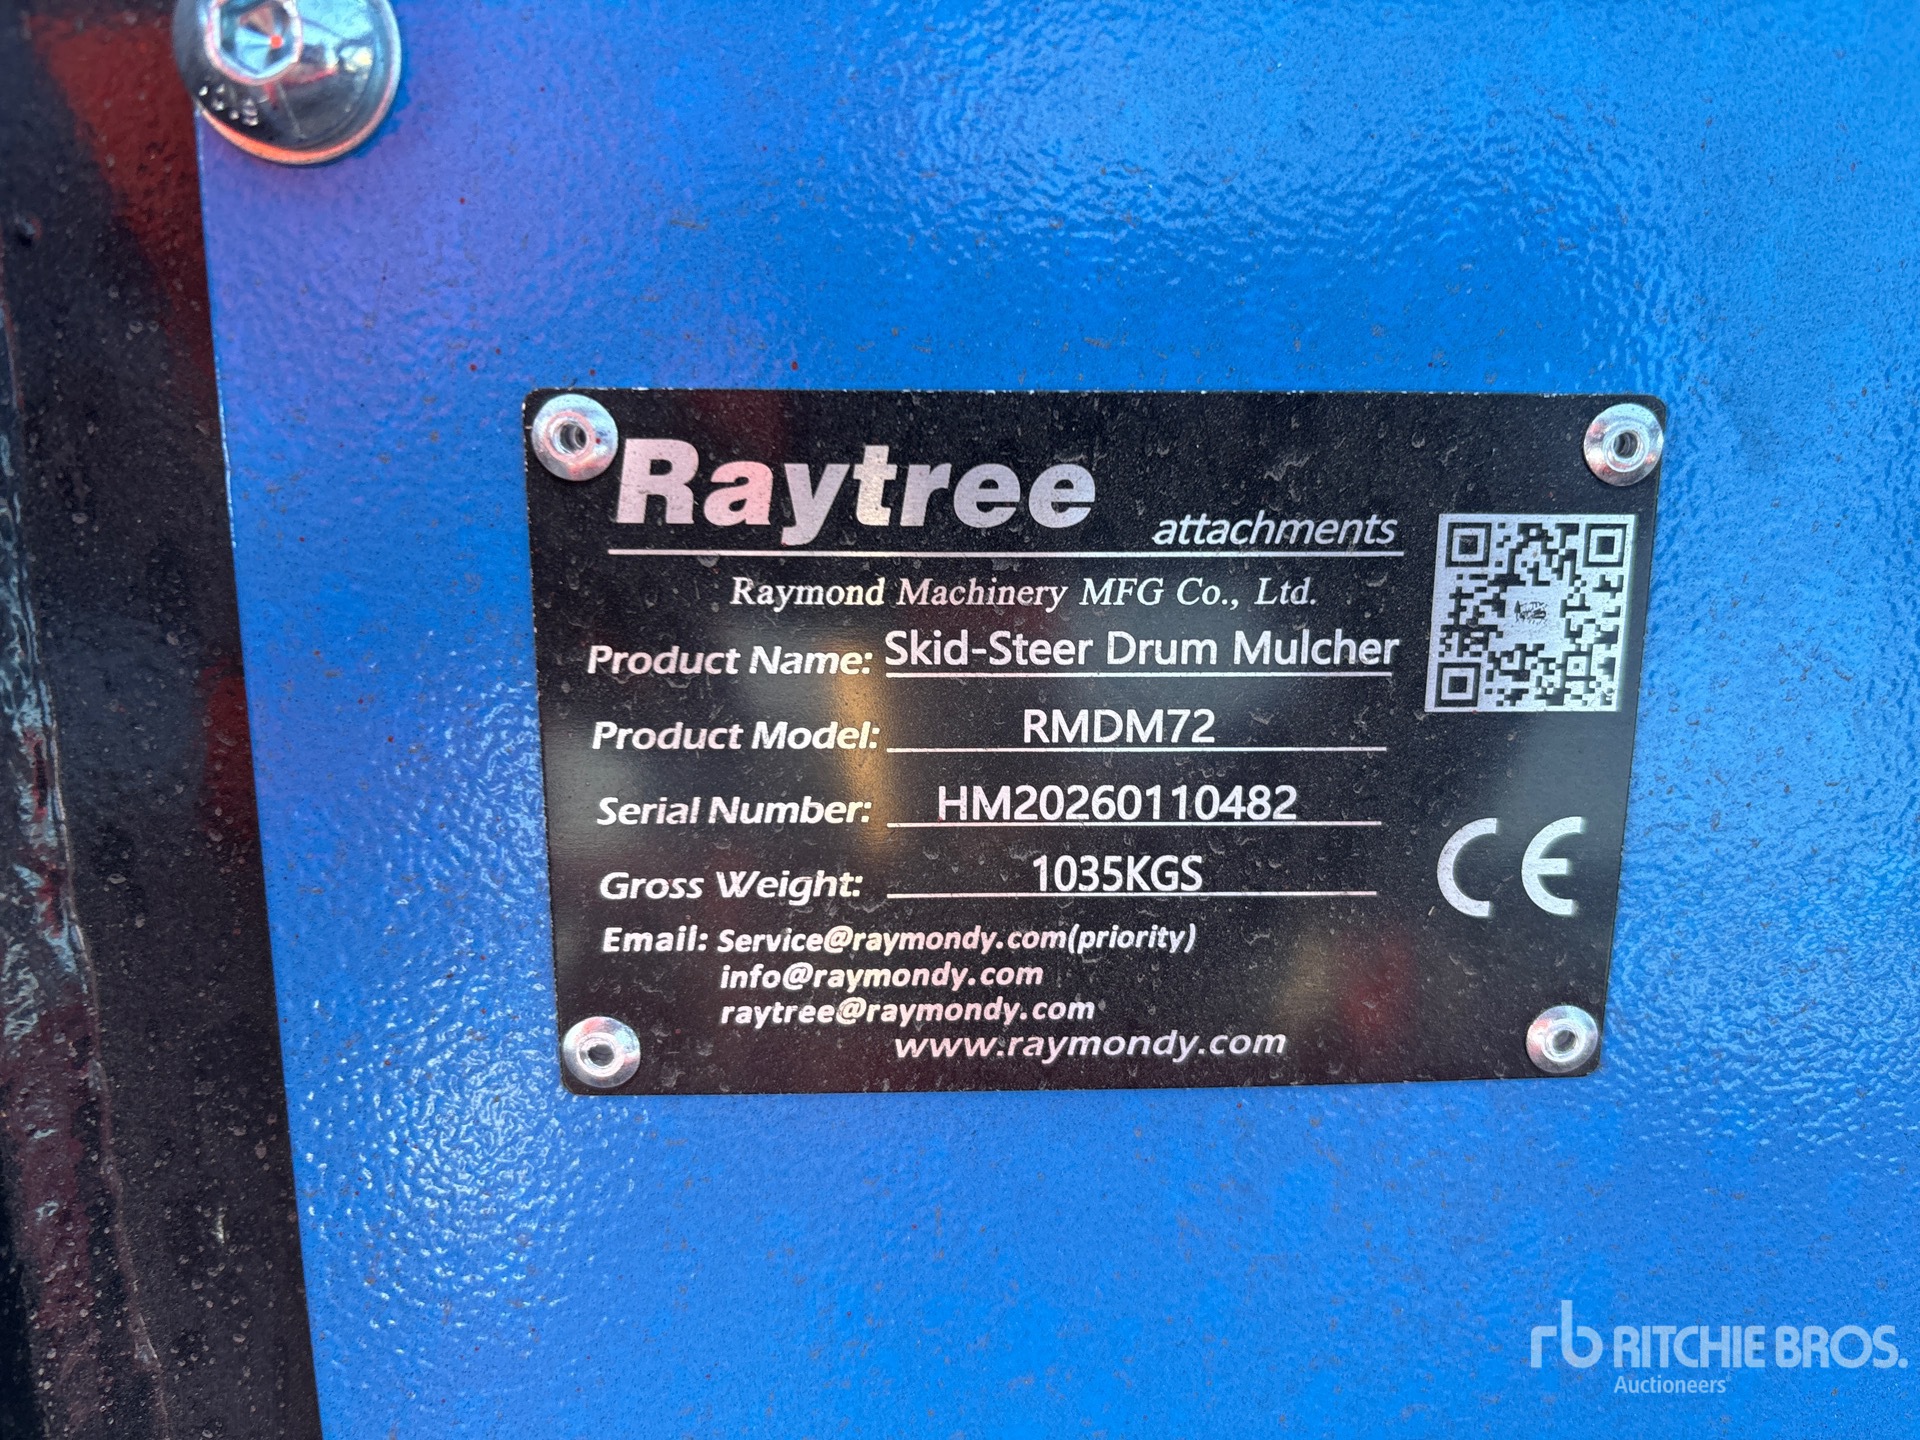 Raytree
attachments
Raymond Machinery MFG Co., Ltd.
Product Name: Skid-Steer Drum Mulcher
Product Model: RMDM72
Serial Number: HM20260110482
Gross Weight: 1035KGS
CE
Email: Service@raymondy.com(priority)
info@raymondy.com
raytree@raymondy.com
www.raymondy.com
rb RITCHIE BROS.
Auctioneers